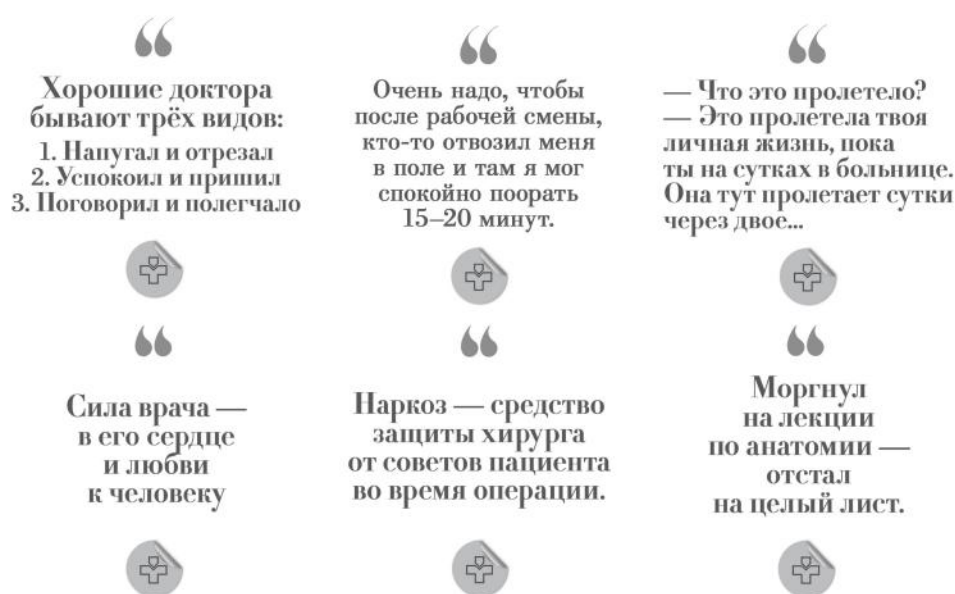 Хорошие доктора
бывают трёх видов:
1. Напугал и отрезал
2. Успокоил и пришил
3. Поговорил и полегчало
Очень надо, чтобы
после рабочей смены,
кто-то отвозил меня
в поле и там я мог
спокойно поорать
15–20 минут.
— Что это пролетело?
— Это пролетела твоя
личная жизнь, пока
ты на сутках в больнице.
Она тут пролетает сутки
через двое...
Сила врача —
в его сердце
и любви
к человеку
Наркоз — средство
защиты хирурга
от советов пациента
во время операции.
Моргнул
на лекции
по анатомии —
отстал
на целый лист.